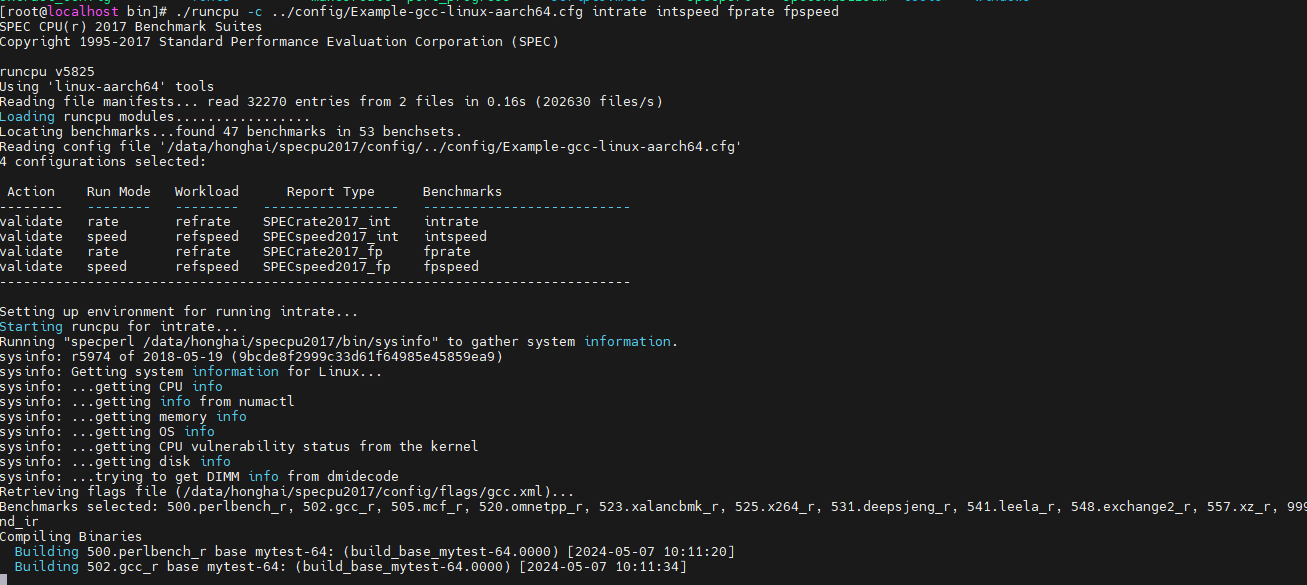 [root@localhost bin]# ./runcpu -c ../config/Example-gcc-linux-aarch64.cfg intrate intspeed fprate fpspeed
SPEC CPU(r) 2017 Benchmark Suites
Copyright 1995-2017 Standard Performance Evaluation Corporation (SPEC)
runcpu v5825
Using 'linux-aarch64' tools
Reading file manifests... read 32270 entries from 2 files in 0.16s (202630 files/s)
Loading runcpu modules.................
Locating benchmarks...found 47 benchmarks in 53 benchsets.
Reading config file '/data/honghai/specpu2017/config/../config/Example-gcc-linux-aarch64.cfg'
4 configurations selected:
Action Run Mode Workload Report Type Benchmarks
-------- -------- -------- ----------------- --------------------------
validate rate refrate SPECrate2017_int intrate
validate speed refspeed SPECspeed2017_int intspeed
validate rate refrate SPECrate2017_fp fprate
validate speed refspeed SPECspeed2017_fp fpspeed
-------------------------------------------------------------------------------
Setting up environment for running intrate...
Starting runcpu for intrate...
Running "specperl /data/honghai/specpu2017/bin/sysinfo" to gather system information.
sysinfo: r5974 of 2018-05-19 (9bcde8f2999c33d61f64985e45859ea9)
sysinfo: Getting system information for Linux...
sysinfo: ...getting CPU info
sysinfo: ...getting info from numactl
sysinfo: ...getting memory info
sysinfo: ...getting OS info
sysinfo: ...getting CPU vulnerability status from the kernel
sysinfo: ...getting disk info
sysinfo: ...trying to get DIMM info from dmidecode
Retrieving flags file (/data/honghai/specpu2017/config/flags/gcc.xml)...
Benchmarks selected: 500.perlbench_r, 502.gcc_r, 505.mcf_r, 520.omnetpp_r, 523.xalancbmk_r, 525.x264_r, 531.deepsjeng_r, 541.leela_r, 548.exchange2_r, 557.xz_r, 999
nd_ir
Compiling Binaries
Building 500.perlbench_r base mytest-64: (build_base_mytest-64.0000) [2024-05-07 10:11:20]
Building 502.gcc_r base mytest-64: (build_base_mytest-64.0000) [2024-05-07 10:11:34]